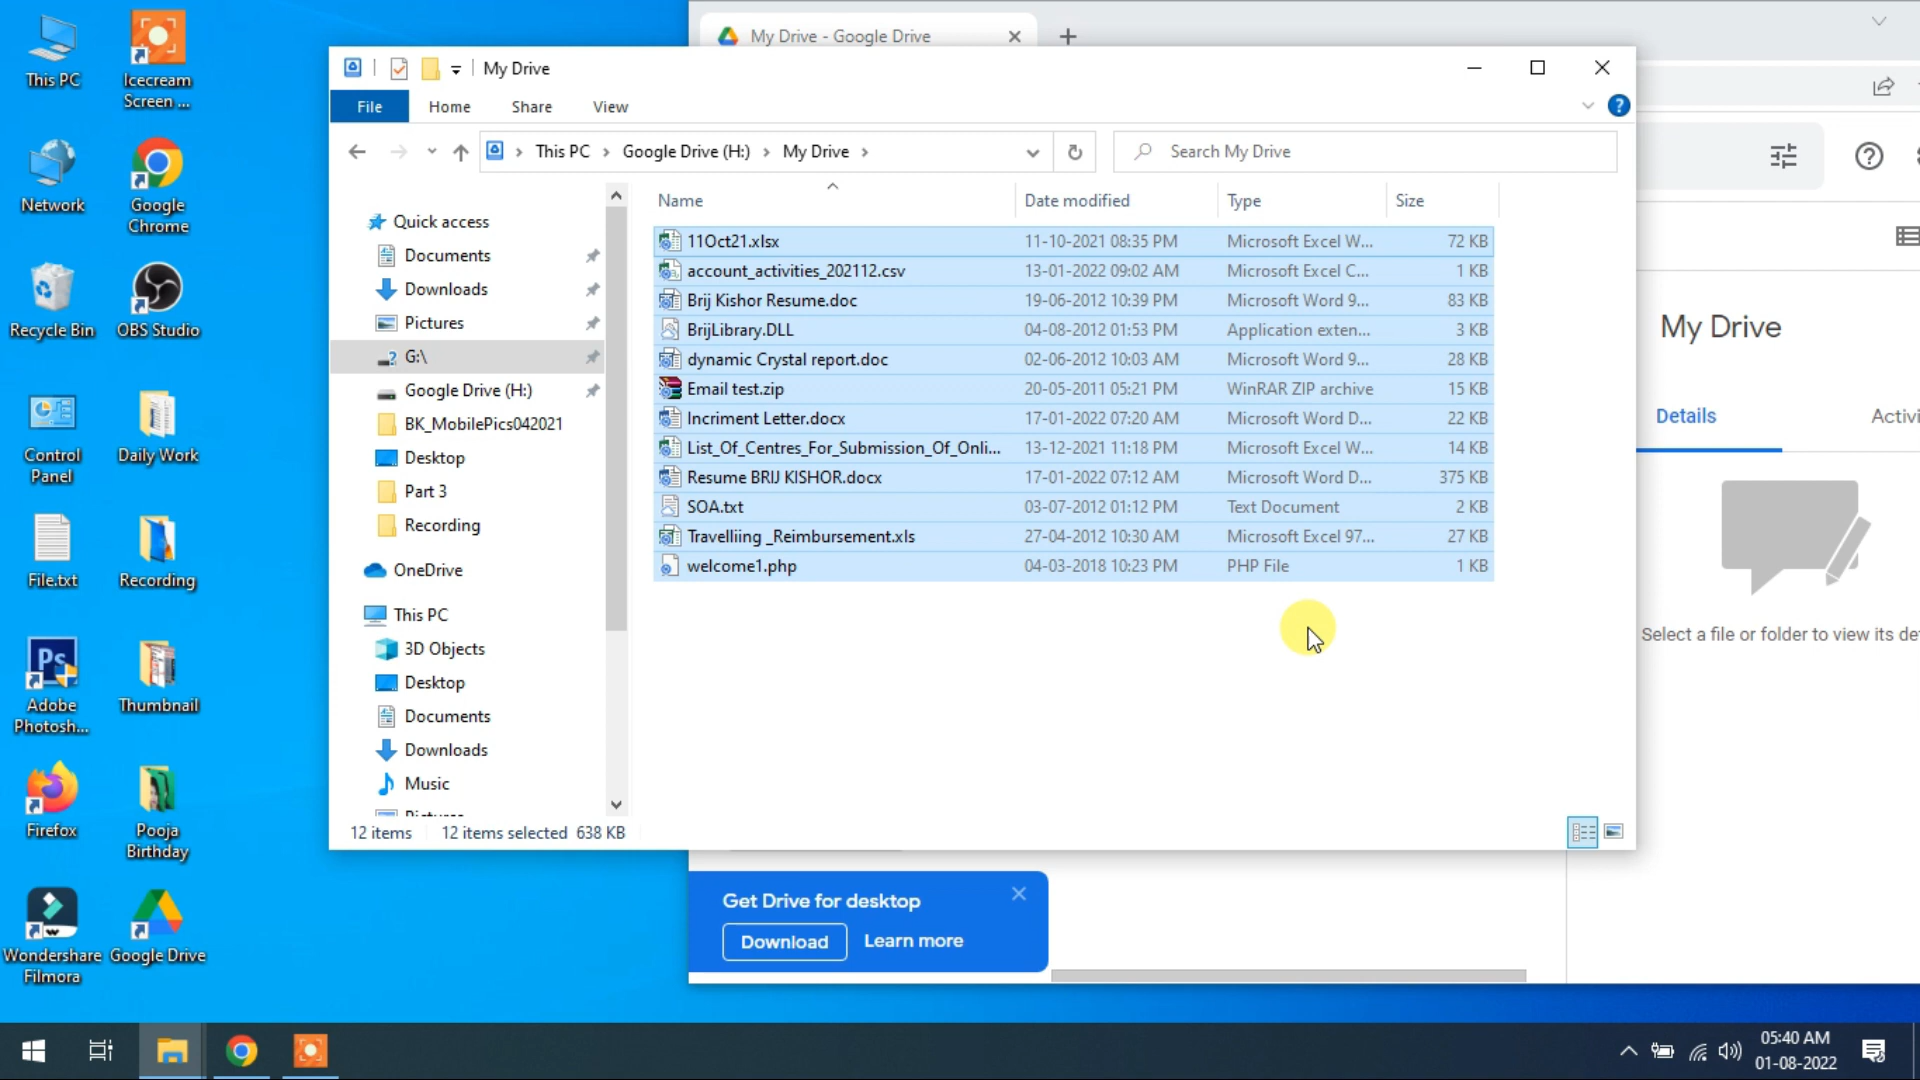 This PC
Icecream
Screen ...
Network
Google
Chrome
Recycle Bin
OBS Studio
Control
Panel
Daily Work
File.txt
Recording
Ps
Adobe
Photosh...
Thumbnail
Firefox
Pooja
Birthday
Wondershare
Filmora
Google Drive
My Drive - Google Drive
My Drive
File
Home
Share
View
This PC
Google Drive (H:)
My Drive
Search My Drive
Quick access
Documents
Downloads
Pictures
G:\
Google Drive (H:)
BK_MobilePics042021
Desktop
Part 3
Recording
OneDrive
This PC
3D Objects
Desktop
Documents
Downloads
Music
Name Date modified Type Size
11Oct21.xlsx 11-10-2021 08:35 PM Microsoft Excel W... 72 KB
account_activities_202112.csv 13-01-2022 09:02 AM Microsoft Excel C... 1 KB
Brij Kishor Resume.doc 19-06-2012 10:39 PM Microsoft Word 9... 83 KB
BrijLibrary.DLL 04-08-2012 01:53 PM Application exten... 3 KB
dynamic Crystal report.doc 02-06-2012 10:03 AM Microsoft Word 9... 28 KB
Email test.zip 20-05-2011 05:21 PM WinRAR ZIP archive 15 KB
Incriment Letter.docx 17-01-2022 07:20 AM Microsoft Word D... 22 KB
List_Of_Centres_For_Submission_Of_Onli... 13-12-2021 11:18 PM Microsoft Excel W... 14 KB
Resume BRIJ KISHOR.docx 17-01-2022 07:12 AM Microsoft Word D... 375 KB
SOA.txt 03-07-2012 01:12 PM Text Document 2 KB
Travelliing _Reimbursement.xls 27-04-2012 10:30 AM Microsoft Excel 97... 27 KB
welcome1.php 04-03-2018 10:23 PM PHP File 1 KB
12 items 12 items selected 638 KB
My Drive
Details
Activi
Select a file or folder to view its de
Get Drive for desktop
Download
Learn more
05:40 AM
01-08-2022